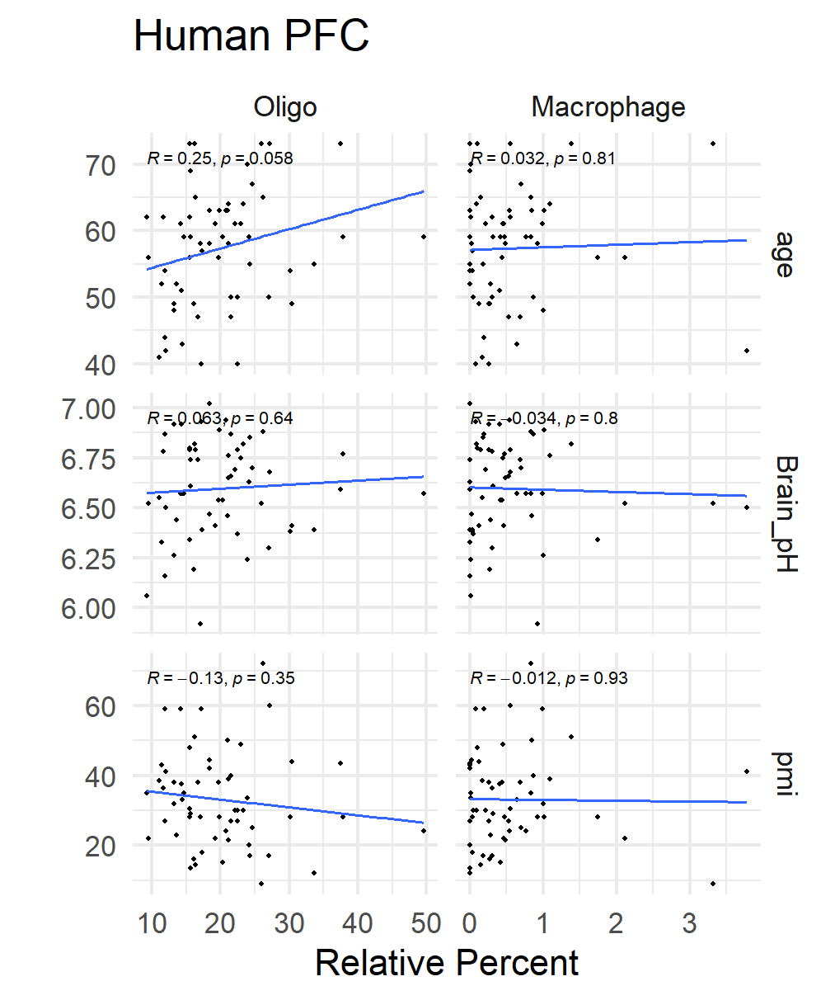 Human PFC
Oligo
Macrophage
R = 0.25, p = 0.058
R = 0.032, p = 0.81
70
60
50
40
age
R = 0.063, p = 0.64
R = −0.034, p = 0.8
7.00
6.75
6.50
6.25
6.00
Brain_pH
R = −0.13, p = 0.35
R = −0.012, p = 0.93
60
40
20
pmi
10 20 30 40 50 0 1 2 3
Relative Percent